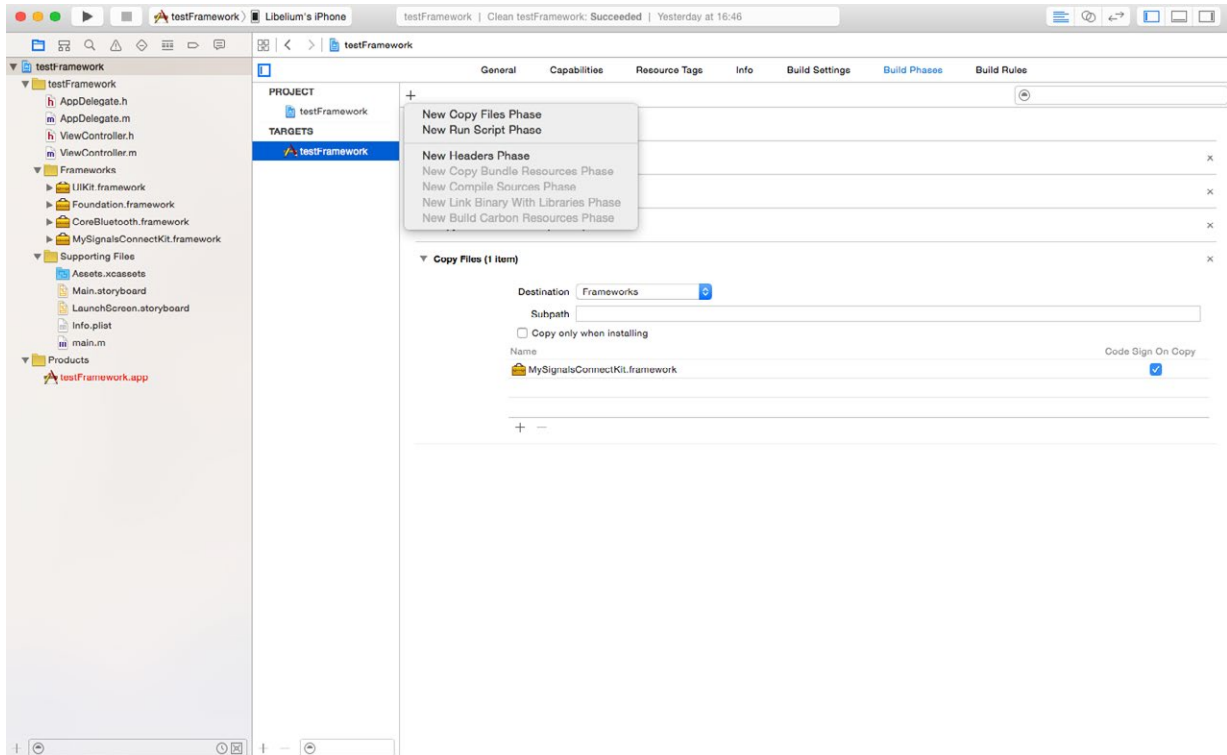 testFramework
Libelium's iPhone
testFramework | Clean testFramework: Succeeded | Yesterday at 16:46
testFramework
testFramework
testFramework
h AppDelegate.h
m AppDelegate.m
h ViewController.h
m ViewController.m
Frameworks
UIKit.framework
Foundation.framework
CoreBluetooth.framework
MySignalsConnectKit.framework
Supporting Files
Assets.xcassets
Main.storyboard
LaunchScreen.storyboard
Info.plist
m main.m
Products
testFramework.app
PROJECT
testFramework
TARGETS
testFramework
General Capabilities Resource Tags Info Build Settings Build Phases Build Rules
New Copy Files Phase
New Run Script Phase
New Headers Phase
New Copy Bundle Resources Phase
New Compile Sources Phase
New Link Binary With Libraries Phase
New Build Carbon Resources Phase
Copy Files (1 item)
Destination Frameworks
Subpath
Copy only when installing
Name Code Sign On Copy
MySignalsConnectKit.framework